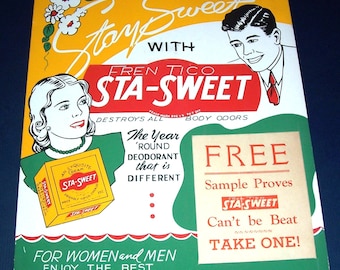 Stay Sweet
WITH
FREN TICO
STA-SWEET
DESTROYS ALL BODY ODORS
The Year
'ROUND
DEODORANT
that is
DIFFERENT
STA-SWEET
FREE
Sample Proves
STA-SWEET
Can't be Beat
TAKE ONE!
FOR WOMEN and MEN
ENJOY THE BEST